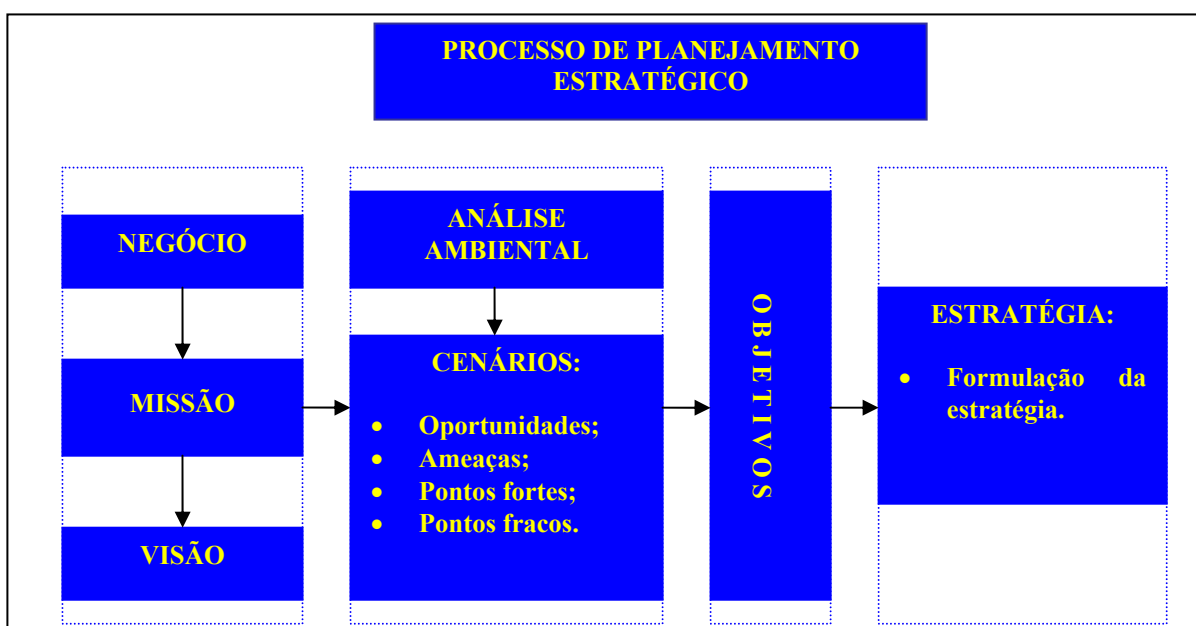 PROCESSO DE PLANEJAMENTO
ESTRATÉGICO
NEGÓCIO
MISSÃO
VISÃO
ANÁLISE
AMBIENTAL
CENÁRIOS:
• Oportunidades;
• Ameaças;
• Pontos fortes;
• Pontos fracos.
OBJETIVOS
ESTRATÉGIA:
• Formulação da
estratégia.